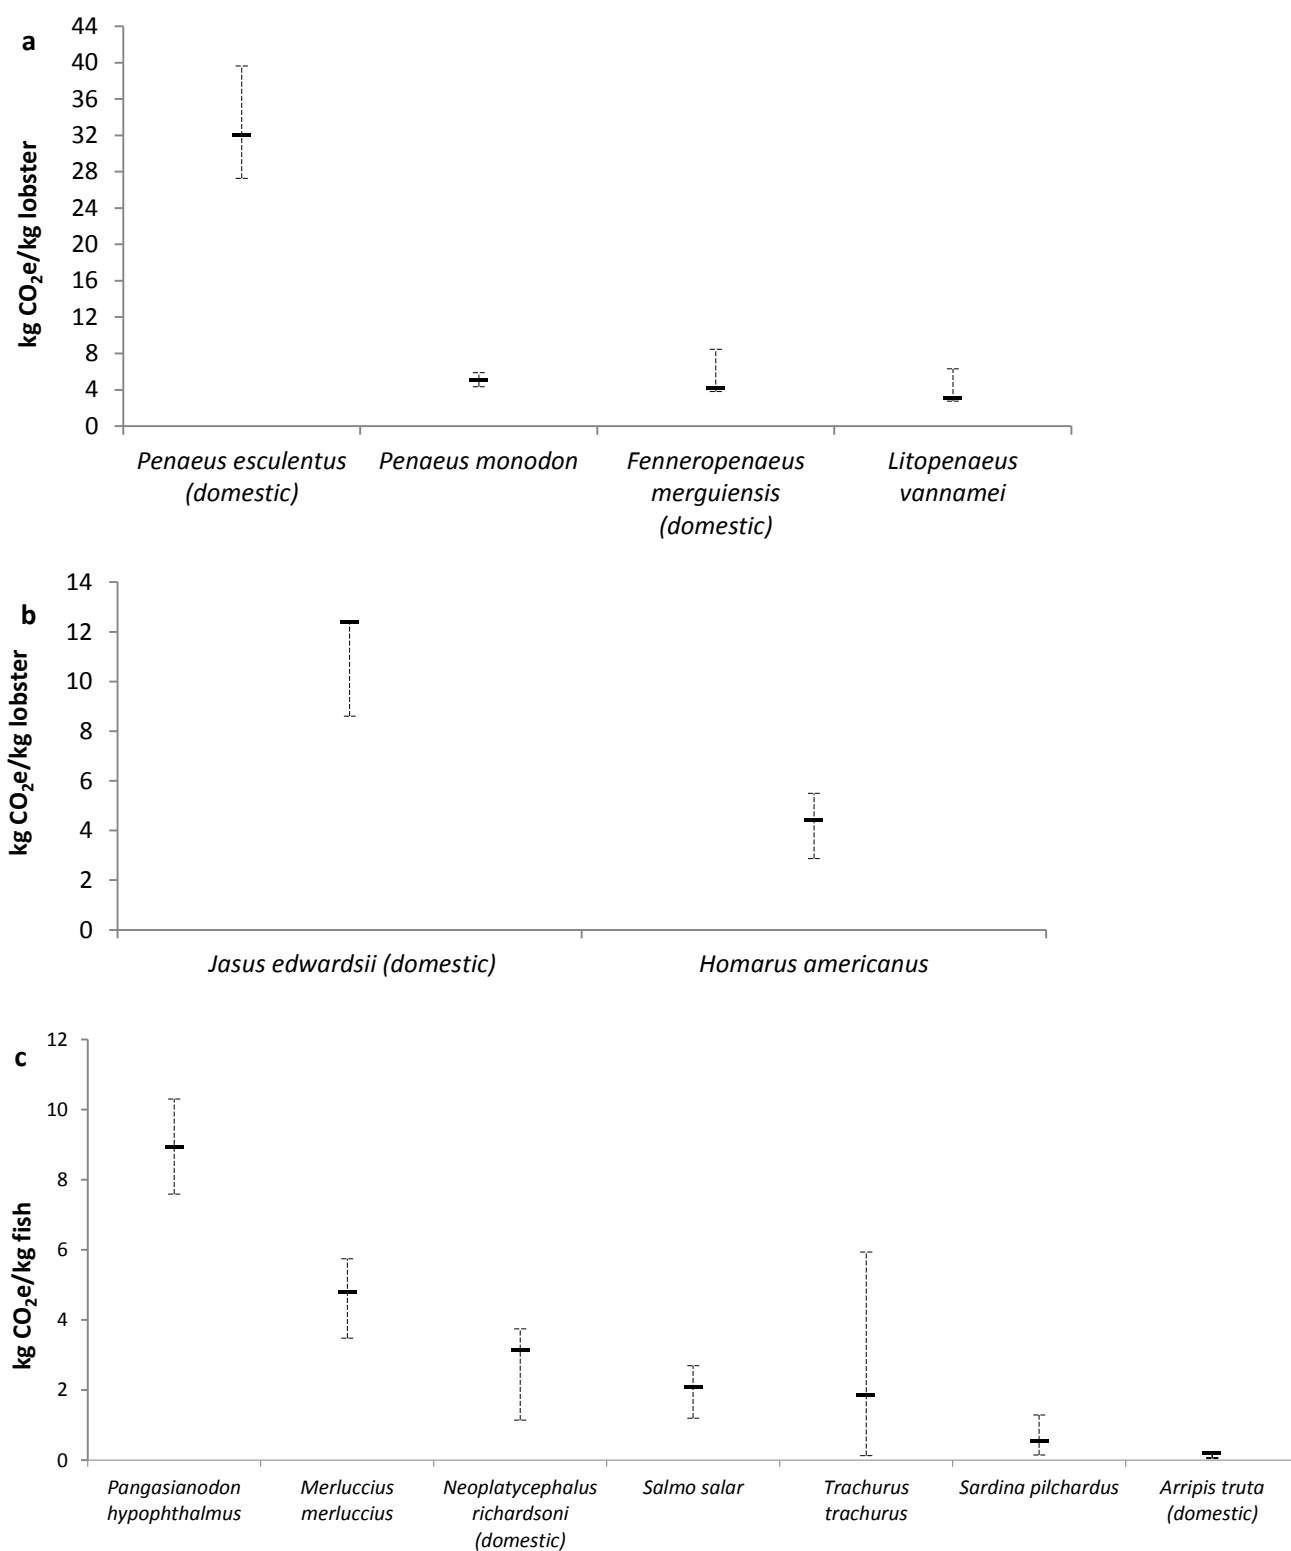 a
kg CO₂e/kg lobster
44
40
36
32
28
24
20
16
12
8
4
0
Penaeus esculentus
(domestic)
Penaeus monodon
Fenneropenaeus
merguiensis
(domestic)
Litopenaeus
vannamei
b
kg CO₂e/kg lobster
14
12
10
8
6
4
2
0
Jasus edwardsii (domestic)
Homarus americanus
c
kg CO₂e/kg fish
12
10
8
6
4
2
0
Pangasianodon
hypophthalmus
Merluccius
merluccius
Neoplatycephalus
richardsoni
(domestic)
Salmo salar
Trachurus
trachurus
Sardina pilchardus
Arripis truta
(domestic)